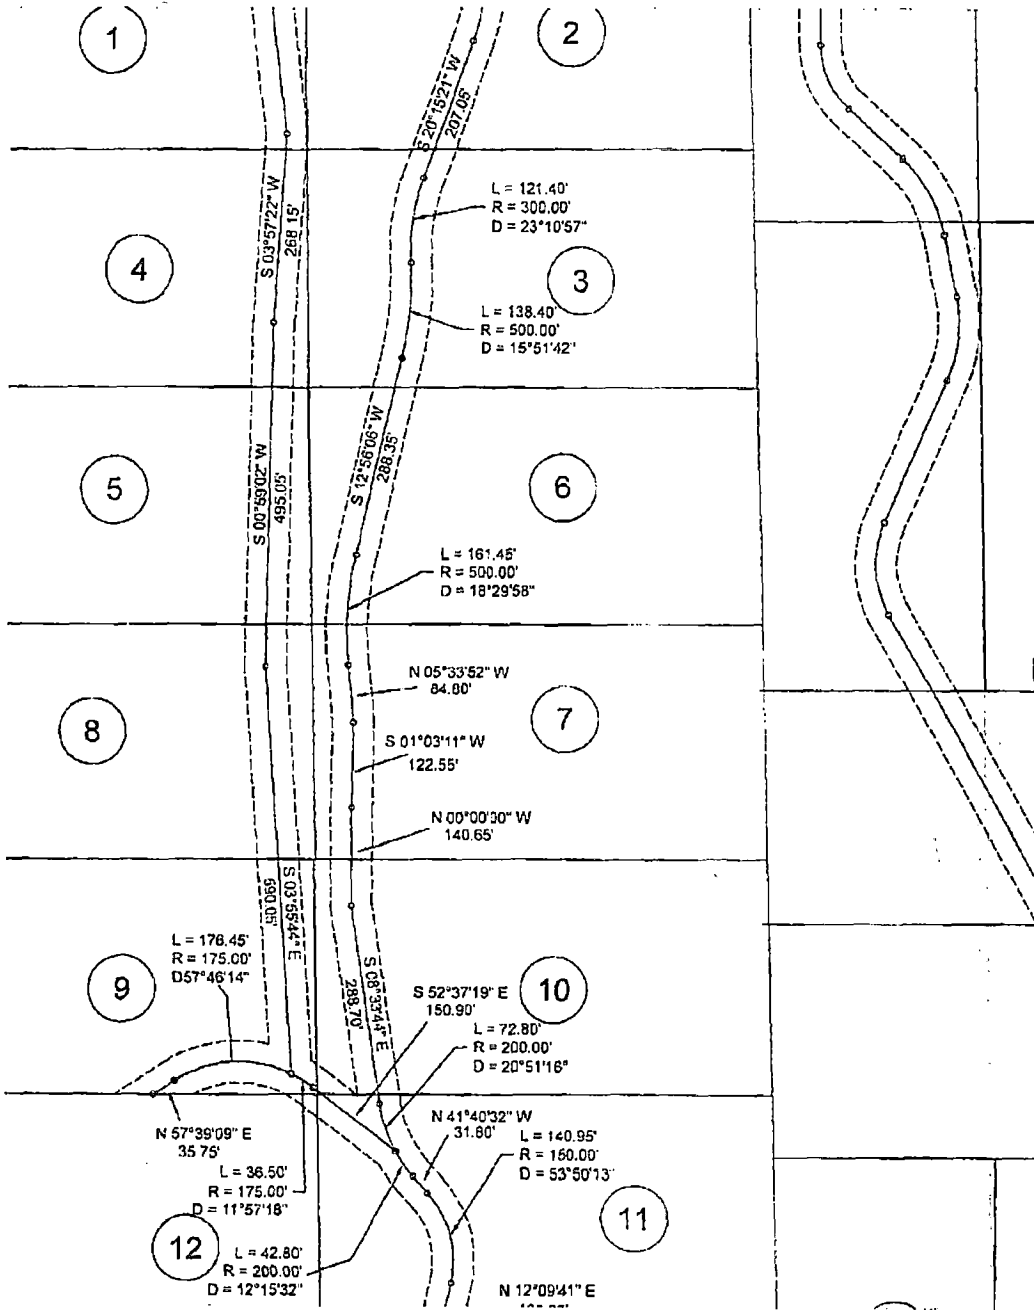 1
2
S 20°15'21" W
207.05'
L = 121.40'
R = 300.00'
D = 23°10'57"
S 03°57'22" W
268.15'
4
3
L = 138.40'
R = 500.00'
D = 15°51'42"
S 12°56'06" W
288.35'
S 00°59'02" W
495.05'
5
6
L = 161.45'
R = 500.00'
D = 18°29'58"
N 05°33'52" W
84.80'
8
7
S 01°03'11" W
122.55'
N 00°00'00" W
140.65'
S 03°55'44" E
690.05'
L = 176.45'
R = 175.00'
D57°46'14"
9
S 08°33'44" E
288.70'
10
S 52°37'19" E
150.90'
L = 72.80'
R = 200.00'
D = 20°51'16"
N 41°40'32" W
31.80'
N 57°39'09" E
35.75'
L = 140.95'
R = 150.00'
D = 53°50'13"
L = 36.50'
R = 175.00'
D = 11°57'18"
12
11
L = 42.80'
R = 200.00'
D = 12°15'32"
N 12°09'41" E